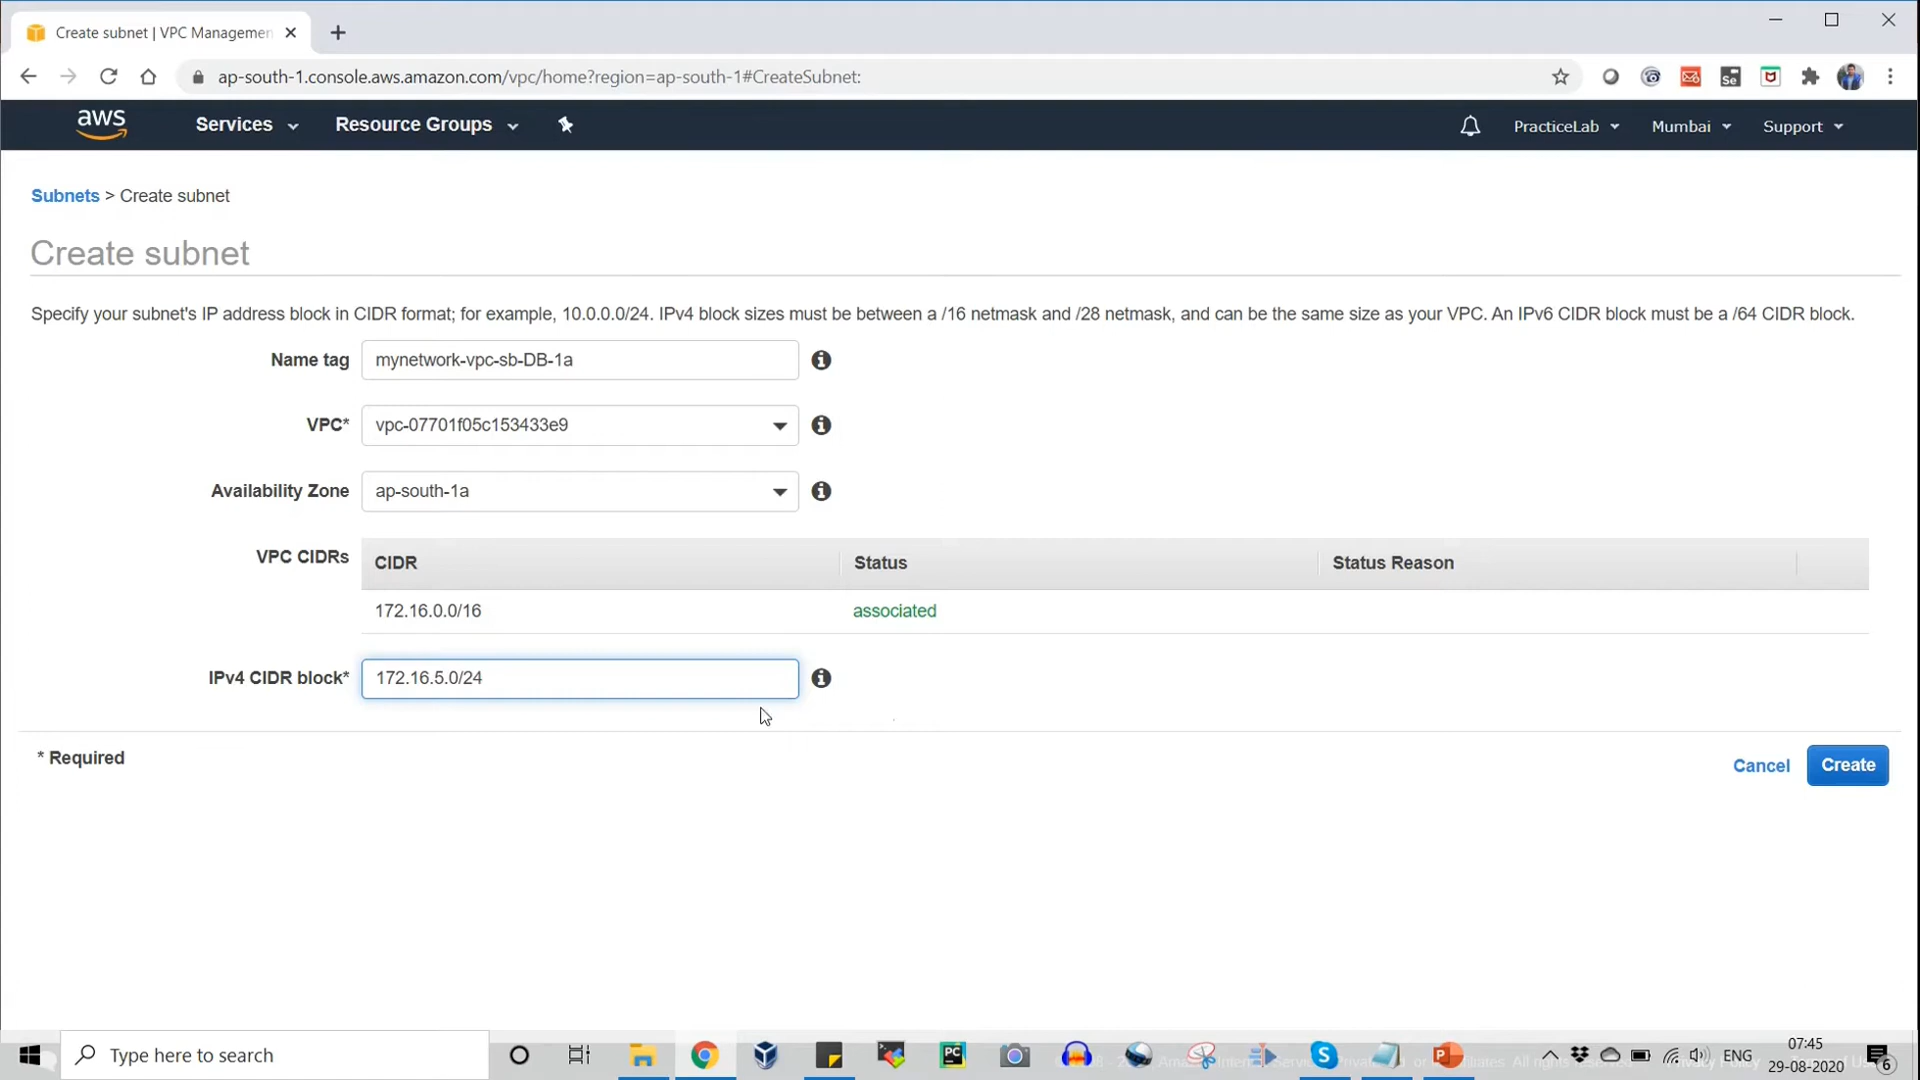 Create subnet | VPC Managemen
ap-south-1.console.aws.amazon.com/vpc/home?region=ap-south-1#CreateSubnet:
Se
aws
Services
Resource Groups
PracticeLab
Mumbai
Support
Subnets > Create subnet
Create subnet
Specify your subnet's IP address block in CIDR format; for example, 10.0.0.0/24. IPv4 block sizes must be between a /16 netmask and /28 netmask, and can be the same size as your VPC. An IPv6 CIDR block must be a /64 CIDR block.
Name tag mynetwork-vpc-sb-DB-1a
VPC* vpc-07701f05c153433e9
Availability Zone ap-south-1a
VPC CIDRs CIDR Status Status Reason
172.16.0.0/16 associated
IPv4 CIDR block* 172.16.5.0/24
* Required
Cancel Create
Type here to search
PC
S
P
ENG
07:45
29-08-2020
6